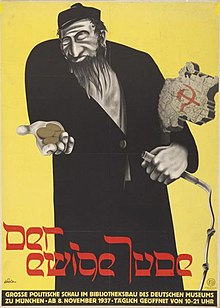 Der
ewige Jude
GROSSE POLITISCHE SCHAU IM BIBLIOTHEKSBAU DES DEUTSCHEN MUSEUMS
ZU MÜNCHEN · AB 8. NOVEMBER 1937 · TÄGLICH GEÖFFNET VON 10-21 UHR